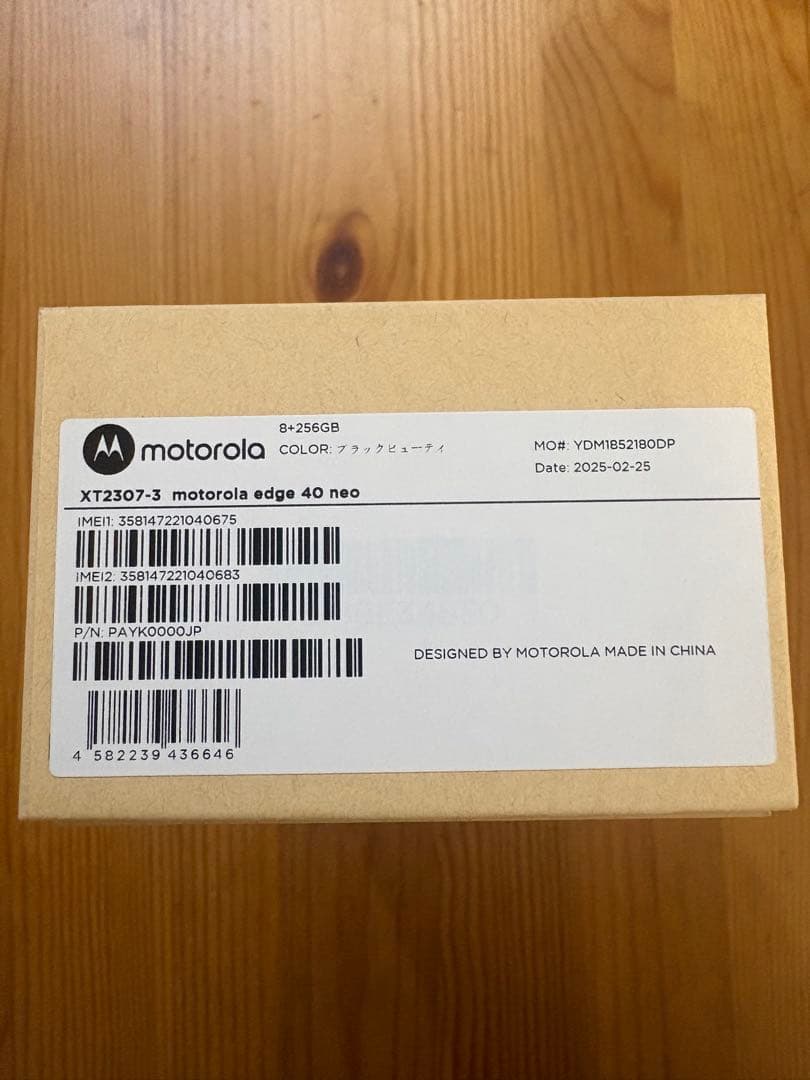 motorola
8+256GB
COLOR: ブラックビューティ
MO#: YDM1B52180DP
Date: 2025-02-25
XT2307-3 motorola edge 40 neo
IMEI1: 358147221040675
IMEI2: 358147221040683
P/N: PAYK0000JP
DESIGNED BY MOTOROLA MADE IN CHINA
4 582239 436646